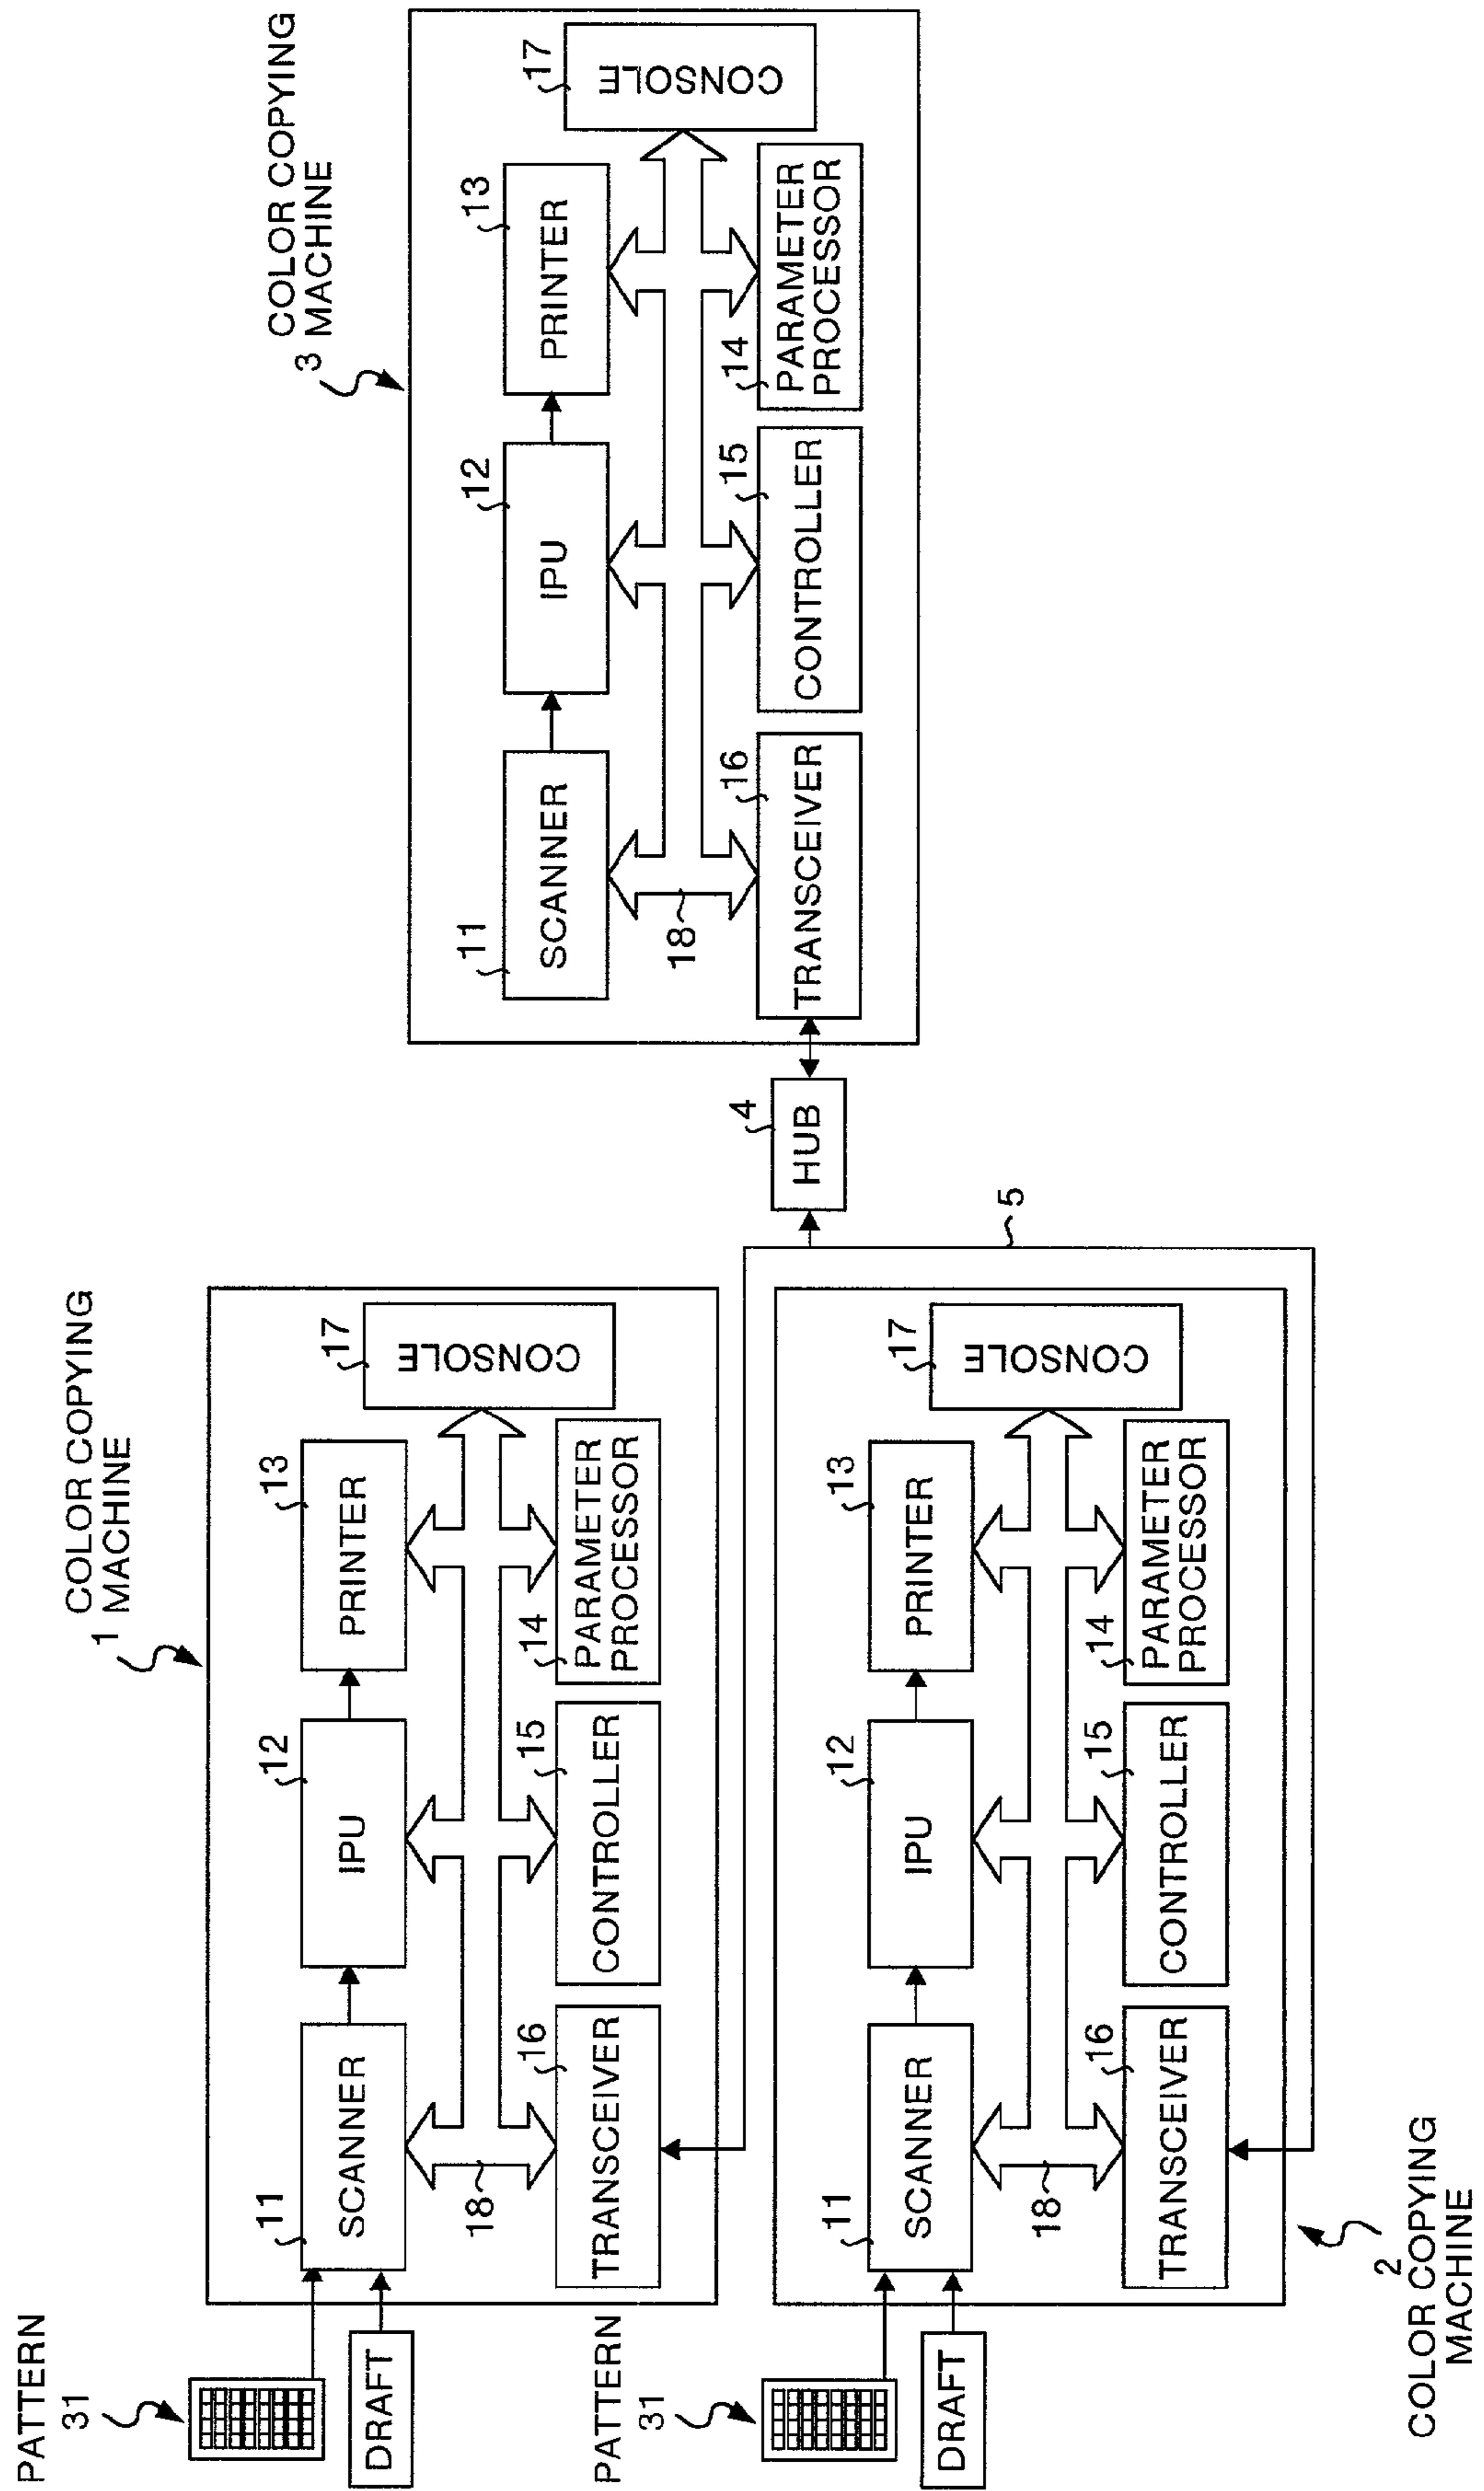 PATTERN
31
DRAFT
COLOR COPYING
1 MACHINE
11
SCANNER
12
IPU
13
PRINTER
17
CONSOLE
18
16
TRANSCEIVER
15
CONTROLLER
14
PARAMETER
PROCESSOR
PATTERN
31
DRAFT
11
SCANNER
12
IPU
13
PRINTER
17
CONSOLE
18
16
TRANSCEIVER
15
CONTROLLER
14
PARAMETER
PROCESSOR
2
COLOR COPYING
MACHINE
5
4
HUB
COLOR COPYING
3 MACHINE
11
SCANNER
12
IPU
13
PRINTER
17
CONSOLE
18
16
TRANSCEIVER
15
CONTROLLER
14
PARAMETER
PROCESSOR